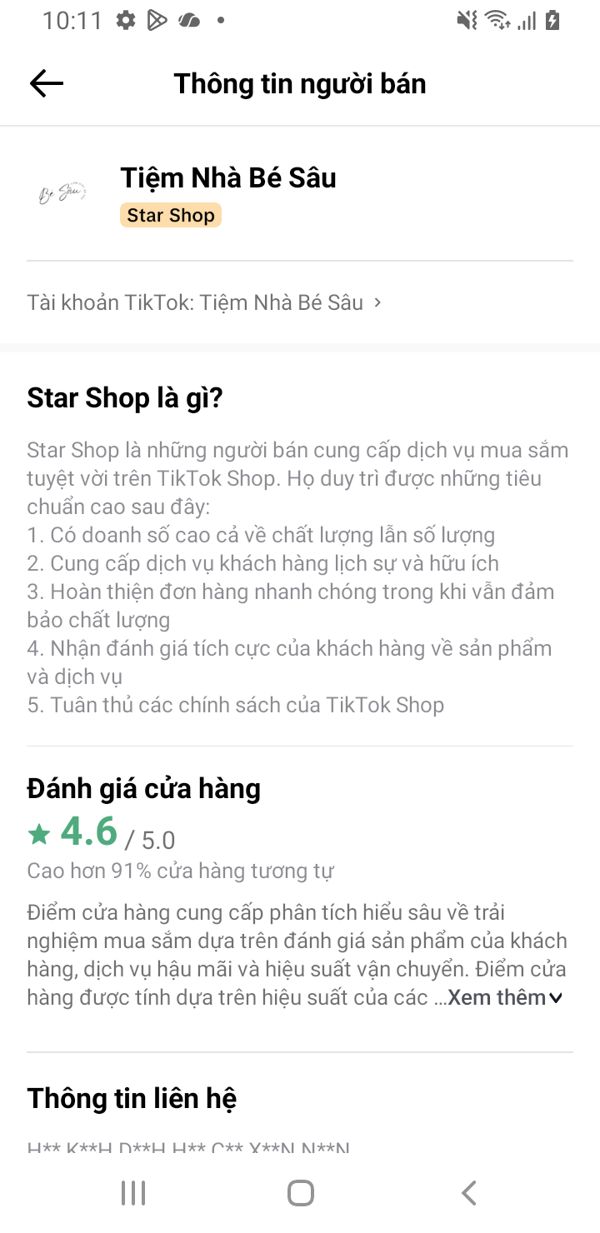 10:11
Thông tin người bán
Bé Sâu
Tiệm Nhà Bé Sâu
Star Shop
Tài khoản TikTok: Tiệm Nhà Bé Sâu >
Star Shop là gì?
Star Shop là những người bán cung cấp dịch vụ mua sắm
tuyệt vời trên TikTok Shop. Họ duy trì được những tiêu
chuẩn cao sau đây:
1. Có doanh số cao cả về chất lượng lẫn số lượng
2. Cung cấp dịch vụ khách hàng lịch sự và hữu ích
3. Hoàn thiện đơn hàng nhanh chóng trong khi vẫn đảm
bảo chất lượng
4. Nhận đánh giá tích cực của khách hàng về sản phẩm
và dịch vụ
5. Tuân thủ các chính sách của TikTok Shop
Đánh giá cửa hàng
4.6 / 5.0
Cao hơn 91% cửa hàng tương tự
Điểm cửa hàng cung cấp phân tích hiểu sâu về trải
nghiệm mua sắm dựa trên đánh giá sản phẩm của khách
hàng, dịch vụ hậu mãi và hiệu suất vận chuyển. Điểm cửa
hàng được tính dựa trên hiệu suất của các ...Xem thêm
Thông tin liên hệ
H** K**H D**H H** C** X**N N**N